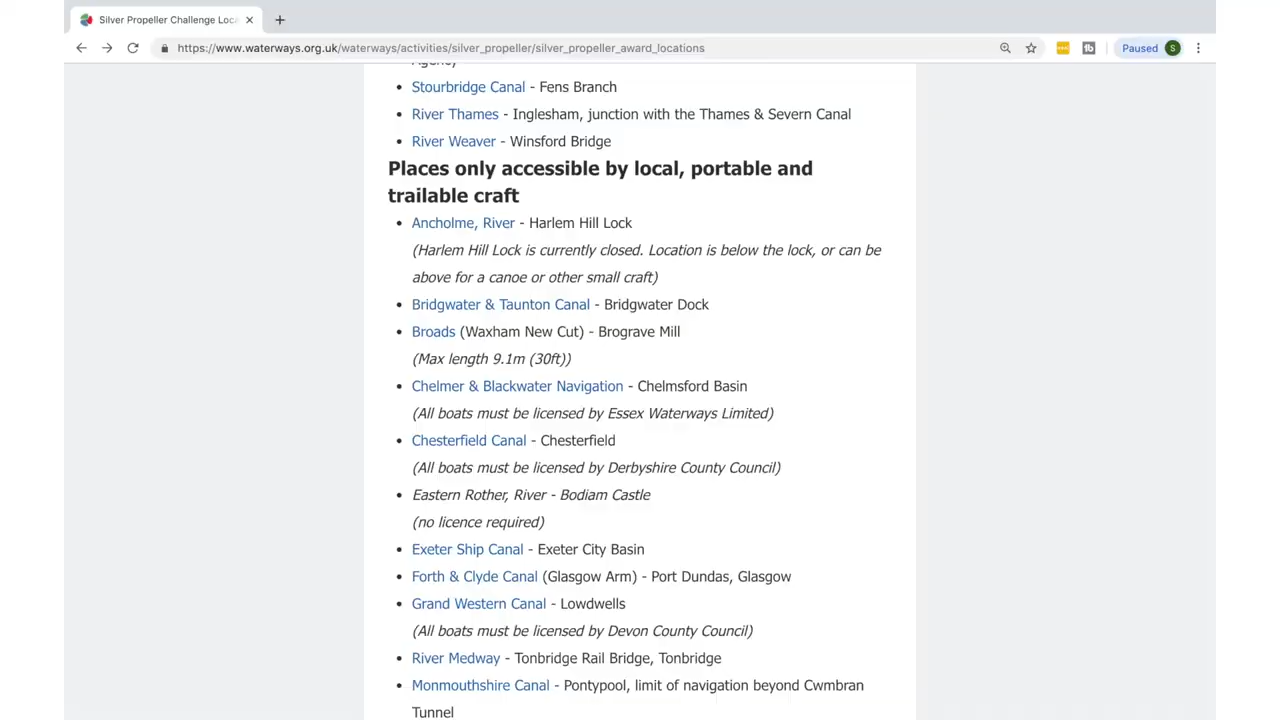 Silver Propeller Challenge Loca
https://www.waterways.org.uk/waterways/activities/silver_propeller/silver_propeller_award_locations
Paused S
Agency
• Stourbridge Canal - Fens Branch
• River Thames - Inglesham, junction with the Thames & Severn Canal
• River Weaver - Winsford Bridge
Places only accessible by local, portable and
trailable craft
• Ancholme, River - Harlem Hill Lock
(Harlem Hill Lock is currently closed. Location is below the lock, or can be
above for a canoe or other small craft)
• Bridgwater & Taunton Canal - Bridgwater Dock
• Broads (Waxham New Cut) - Brograve Mill
(Max length 9.1m (30ft))
• Chelmer & Blackwater Navigation - Chelmsford Basin
(All boats must be licensed by Essex Waterways Limited)
• Chesterfield Canal - Chesterfield
(All boats must be licensed by Derbyshire County Council)
• Eastern Rother, River - Bodiam Castle
(no licence required)
• Exeter Ship Canal - Exeter City Basin
• Forth & Clyde Canal (Glasgow Arm) - Port Dundas, Glasgow
• Grand Western Canal - Lowdwells
(All boats must be licensed by Devon County Council)
• River Medway - Tonbridge Rail Bridge, Tonbridge
• Monmouthshire Canal - Pontypool, limit of navigation beyond Cwmbran
Tunnel